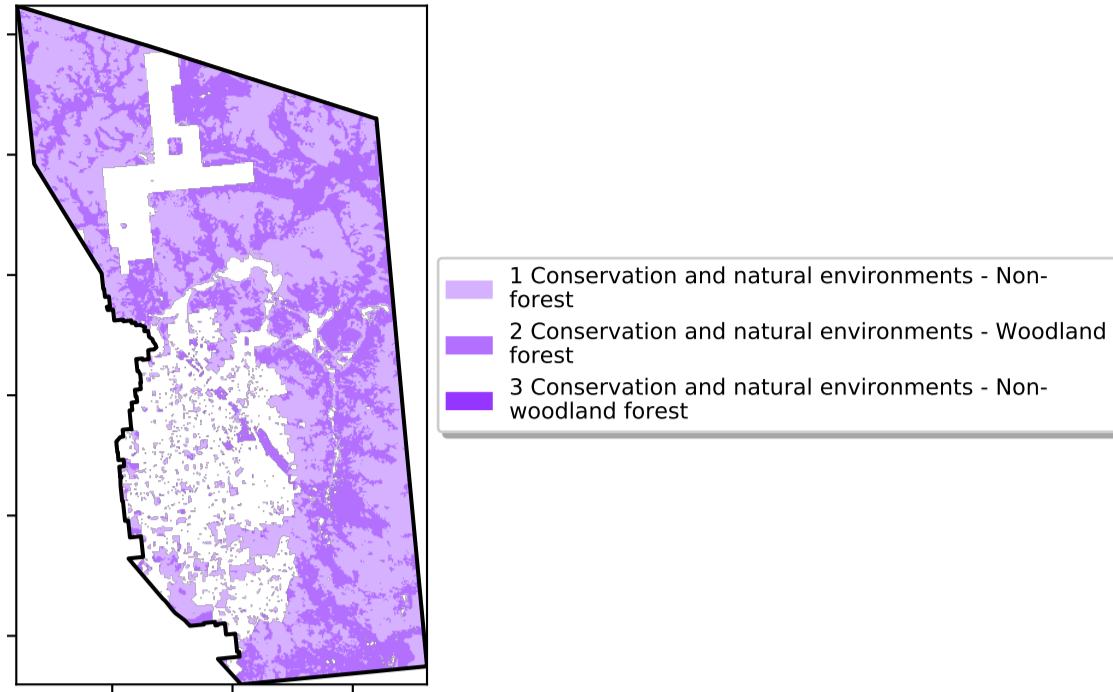 1 Conservation and natural environments - Non-
forest
2 Conservation and natural environments - Woodland
forest
3 Conservation and natural environments - Non-
woodland forest